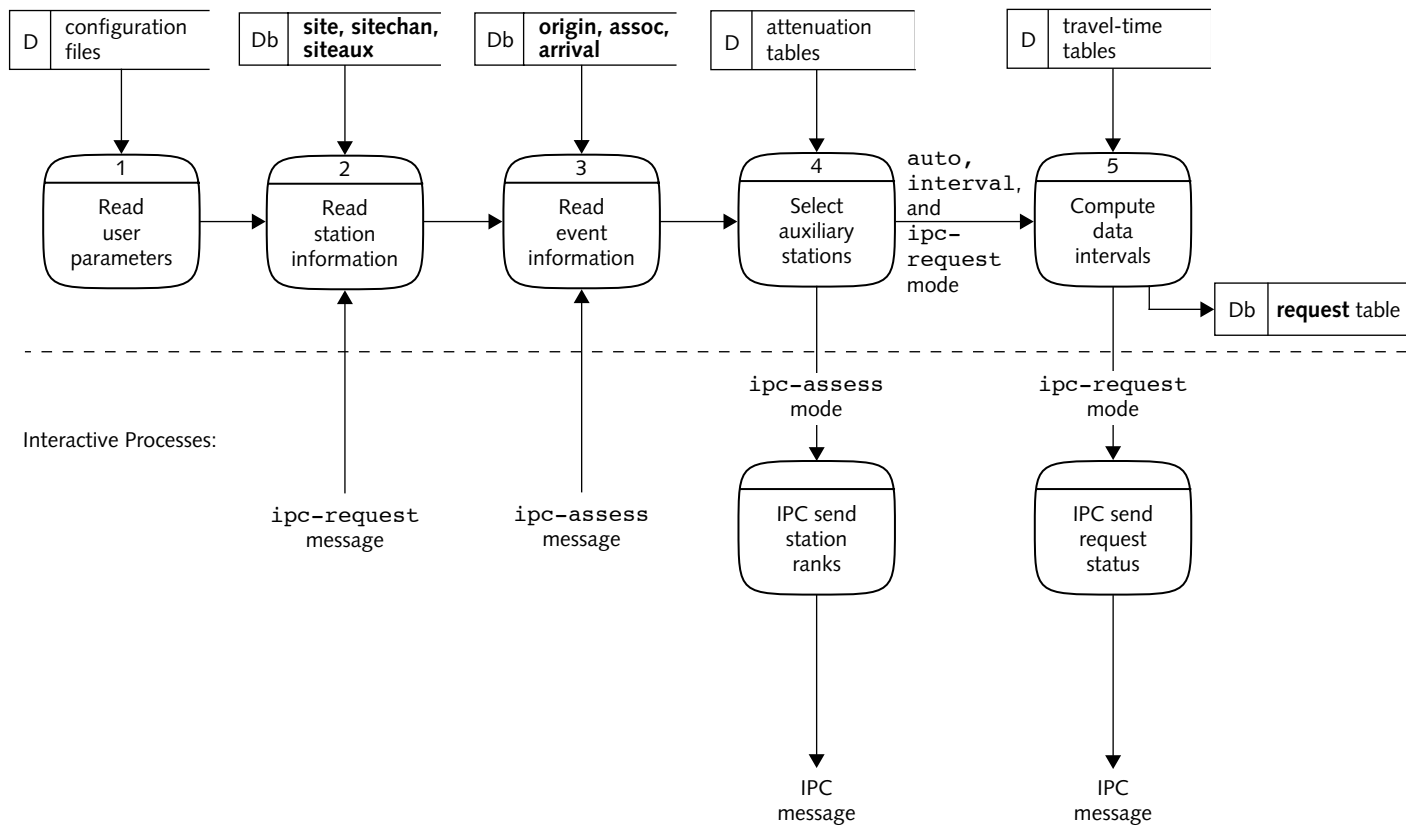 D
configuration
files
Db
site, sitechan,
siteaux
Db
origin, assoc,
arrival
D
attenuation
tables
D
travel-time
tables
1
Read
user
parameters
2
Read
station
information
3
Read
event
information
4
Select
auxiliary
stations
auto,
interval,
and
ipc-
request
mode
5
Compute
data
intervals
Db
request table
ipc-assess
mode
ipc-request
mode
Interactive Processes:
ipc-request
message
ipc-assess
message
IPC send
station
ranks
IPC send
request
status
IPC
message
IPC
message